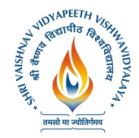 SHRI VAISHNAV VIDYAPEETH VISHWAVIDYALAYA
श्री वैष्णव विद्यापीठ विश्वविद्यालय
तमसो मा ज्योतिर्गमय